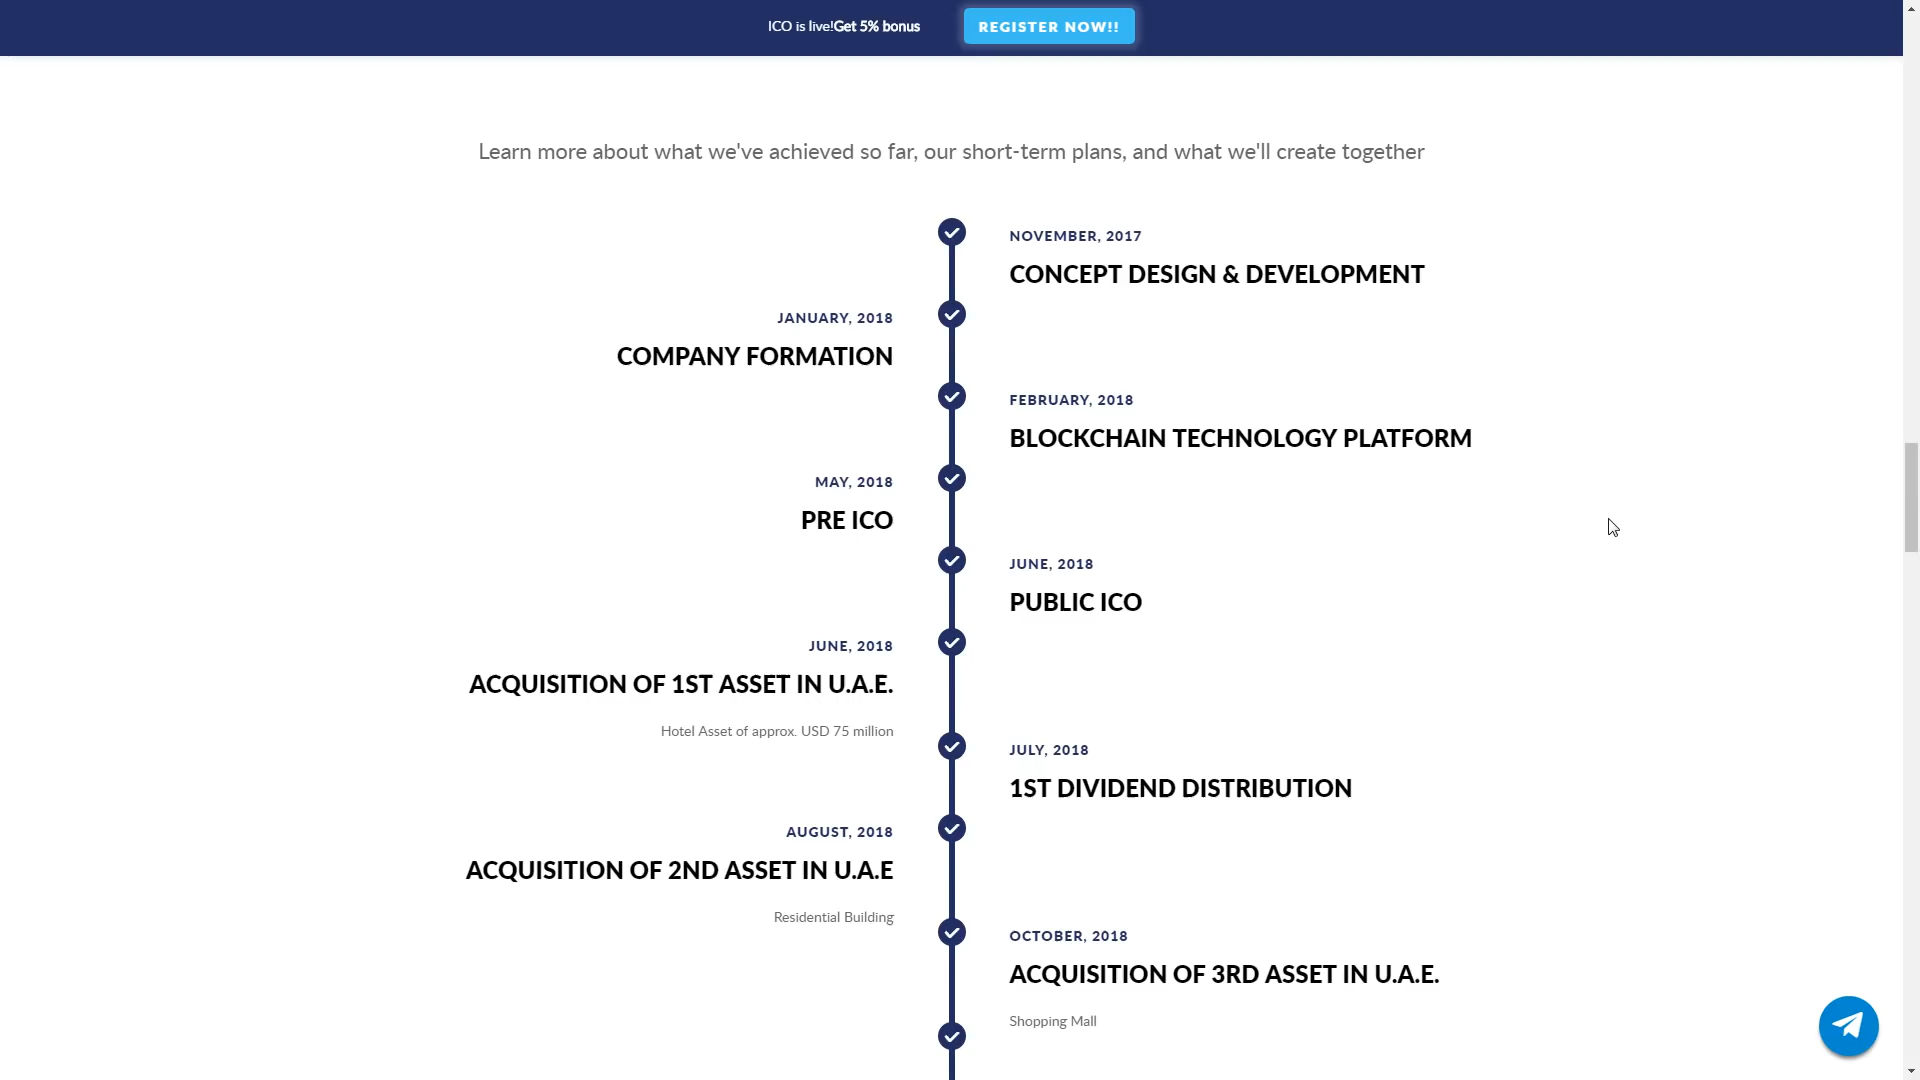 ICO is live!Get 5% bonus
REGISTER NOW!!
Learn more about what we've achieved so far, our short-term plans, and what we'll create together
NOVEMBER, 2017
CONCEPT DESIGN & DEVELOPMENT
JANUARY, 2018
COMPANY FORMATION
FEBRUARY, 2018
BLOCKCHAIN TECHNOLOGY PLATFORM
MAY, 2018
PRE ICO
JUNE, 2018
PUBLIC ICO
JUNE, 2018
ACQUISITION OF 1ST ASSET IN U.A.E.
Hotel Asset of approx. USD 75 million
JULY, 2018
1ST DIVIDEND DISTRIBUTION
AUGUST, 2018
ACQUISITION OF 2ND ASSET IN U.A.E
Residential Building
OCTOBER, 2018
ACQUISITION OF 3RD ASSET IN U.A.E.
Shopping Mall